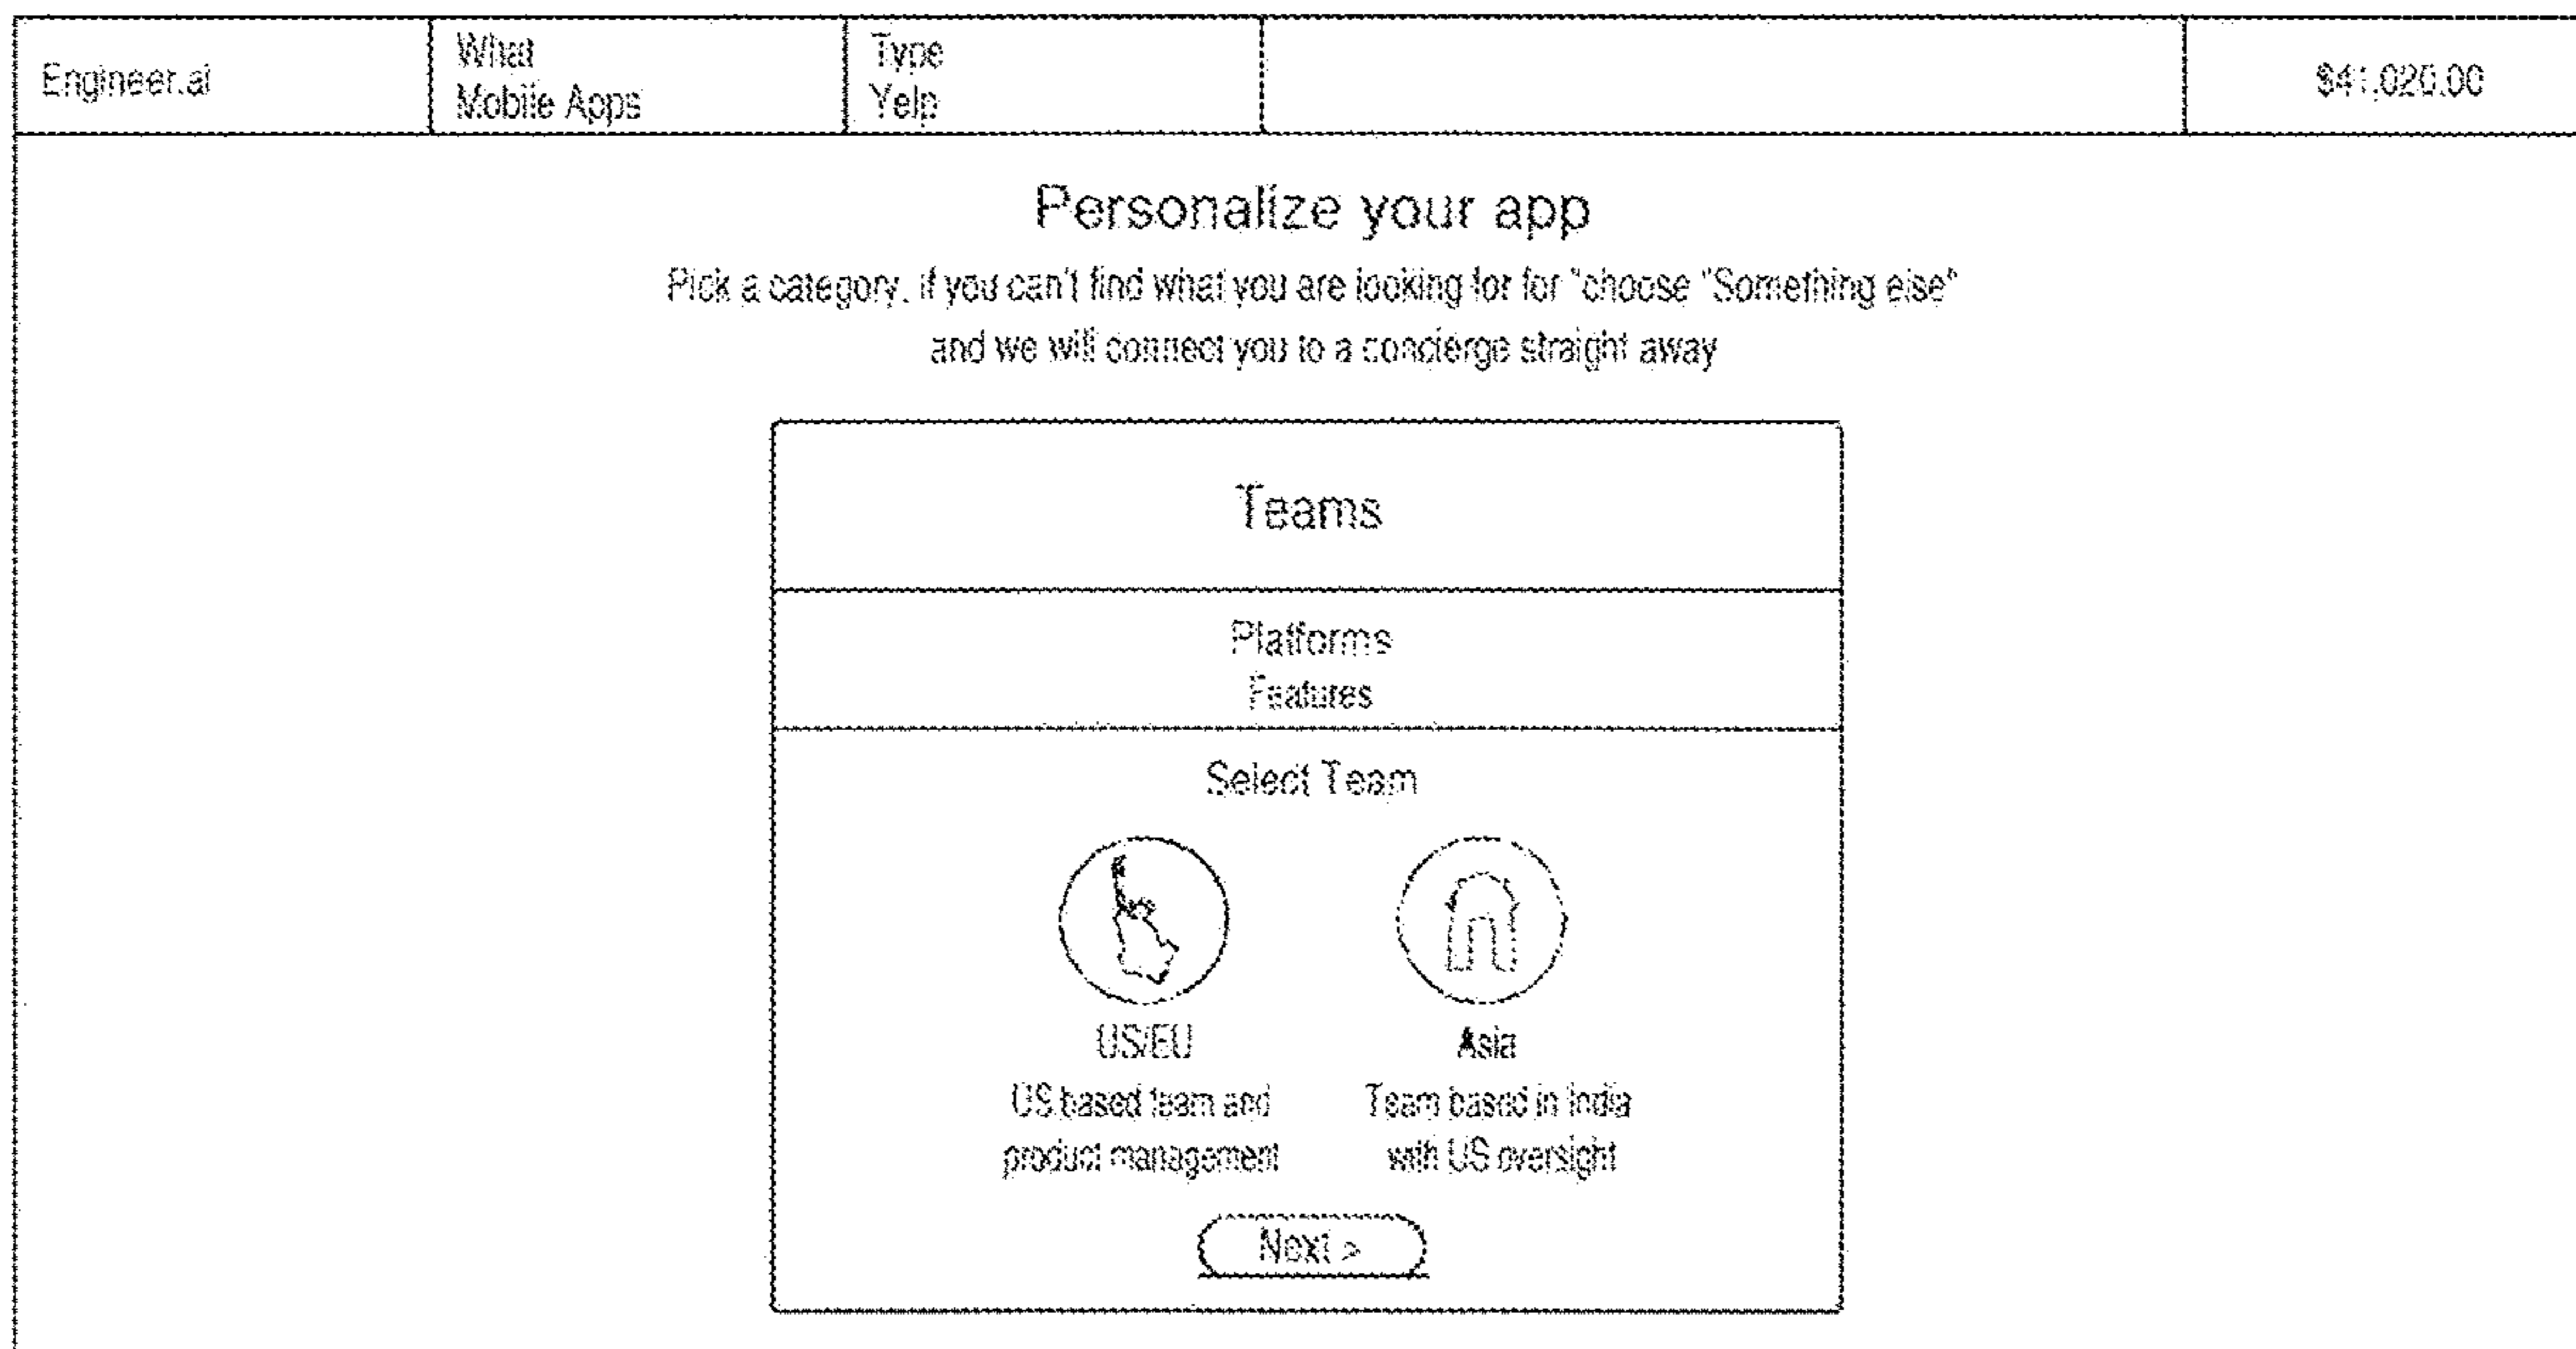 Engineer.ai
What
Mobile Apps
Type
Yelp
$41,020.00
Personalize your app
Pick a category, if you can't find what you are looking for for "choose "Something else"
and we will connect you to a concierge straight away
Teams
Platforms
Features
Select Team
US/EU
US based team and
product management
Asia
Team based in India
with US oversight
Next >